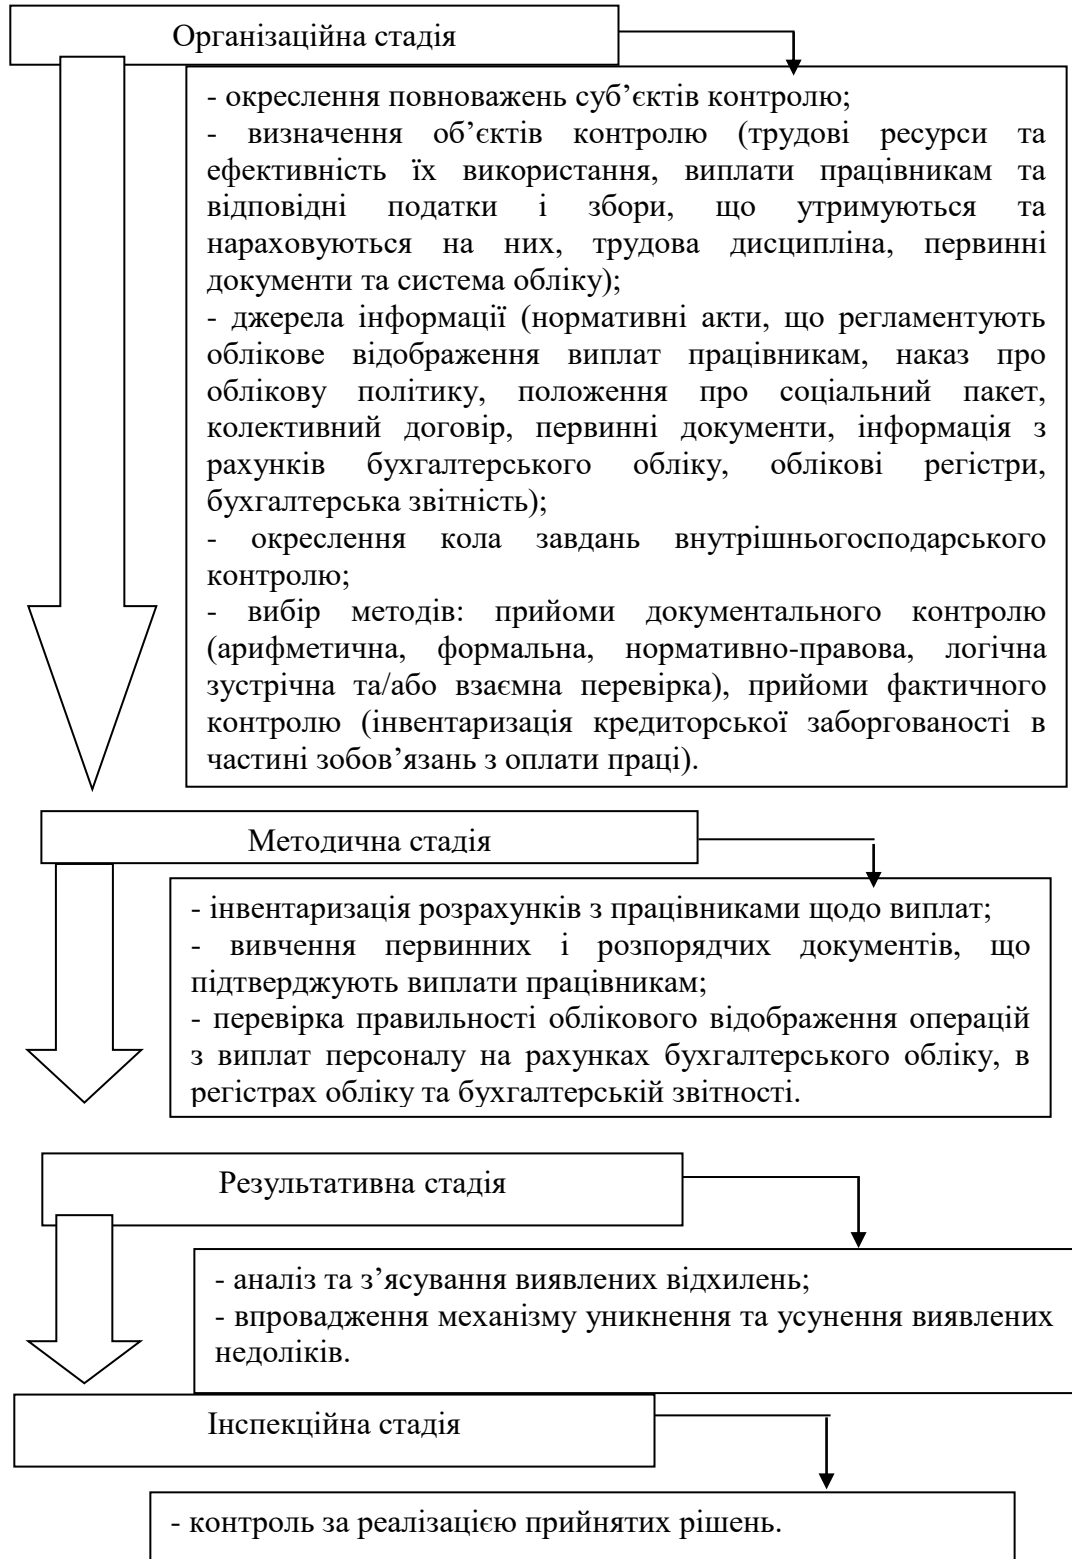 Організаційна стадія
- окреслення повноважень суб’єктів контролю;
- визначення об’єктів контролю (трудові ресурси та
ефективність їх використання, виплати працівникам та
відповідні податки і збори, що утримуються та
нараховуються на них, трудова дисципліна, первинні
документи та система обліку);
- джерела інформації (нормативні акти, що регламентують
облікове відображення виплат працівникам, наказ про
облікову політику, положення про соціальний пакет,
колективний договір, первинні документи, інформація з
рахунків бухгалтерського обліку, облікові регістри,
бухгалтерська звітність);
- окреслення кола завдань внутрішньогосподарського
контролю;
- вибір методів: прийоми документального контролю
(арифметична, формальна, нормативно-правова, логічна
зустрічна та/або взаємна перевірка), прийоми фактичного
контролю (інвентаризація кредиторської заборгованості в
частині зобов’язань з оплати праці).
Методична стадія
- інвентаризація розрахунків з працівниками щодо виплат;
- вивчення первинних і розпорядчих документів, що
підтверджують виплати працівникам;
- перевірка правильності облікового відображення операцій
з виплат персоналу на рахунках бухгалтерського обліку, в
регістрах обліку та бухгалтерській звітності.
Результативна стадія
- аналіз та з’ясування виявлених відхилень;
- впровадження механізму уникнення та усунення виявлених
недоліків.
Інспекційна стадія
- контроль за реалізацією прийнятих рішень.